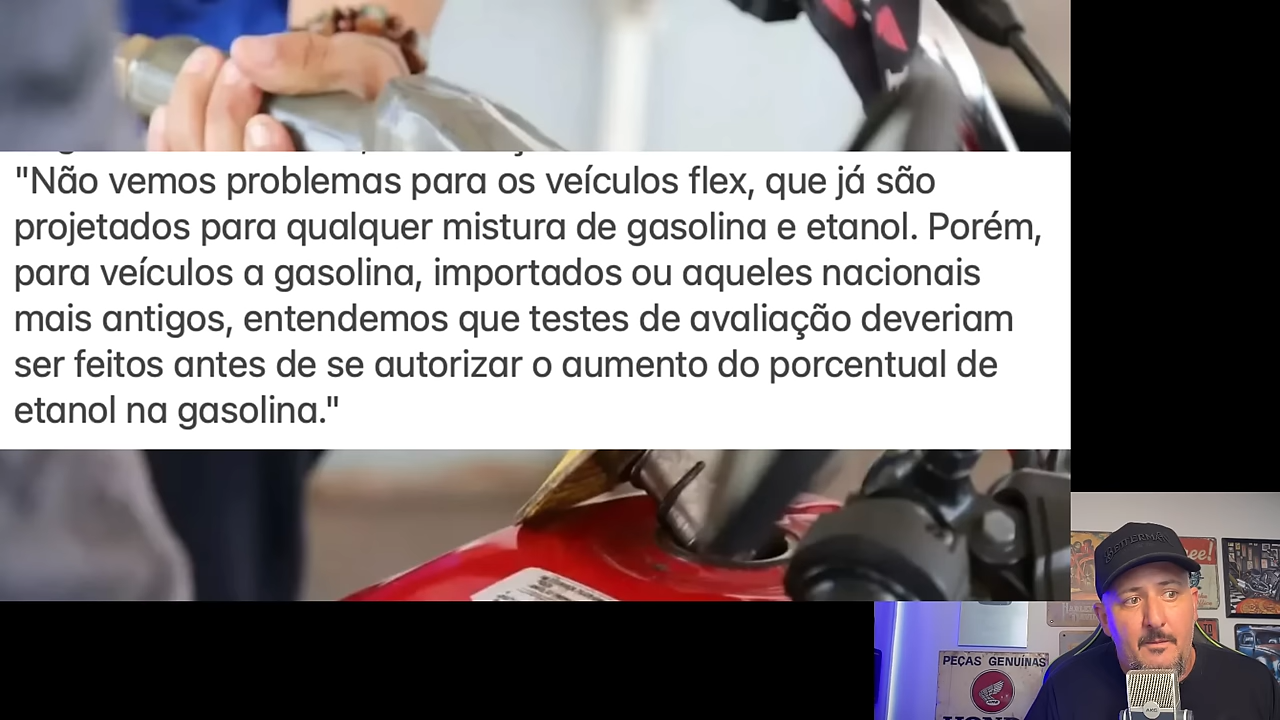 "Não vemos problemas para os veículos flex, que já são
projetados para qualquer mistura de gasolina e etanol. Porém,
para veículos a gasolina, importados ou aqueles nacionais
mais antigos, entendemos que testes de avaliação deveriam
ser feitos antes de se autorizar o aumento do porcentual de
etanol na gasolina."
PEÇAS GENUÍNAS
HONDA
AKG